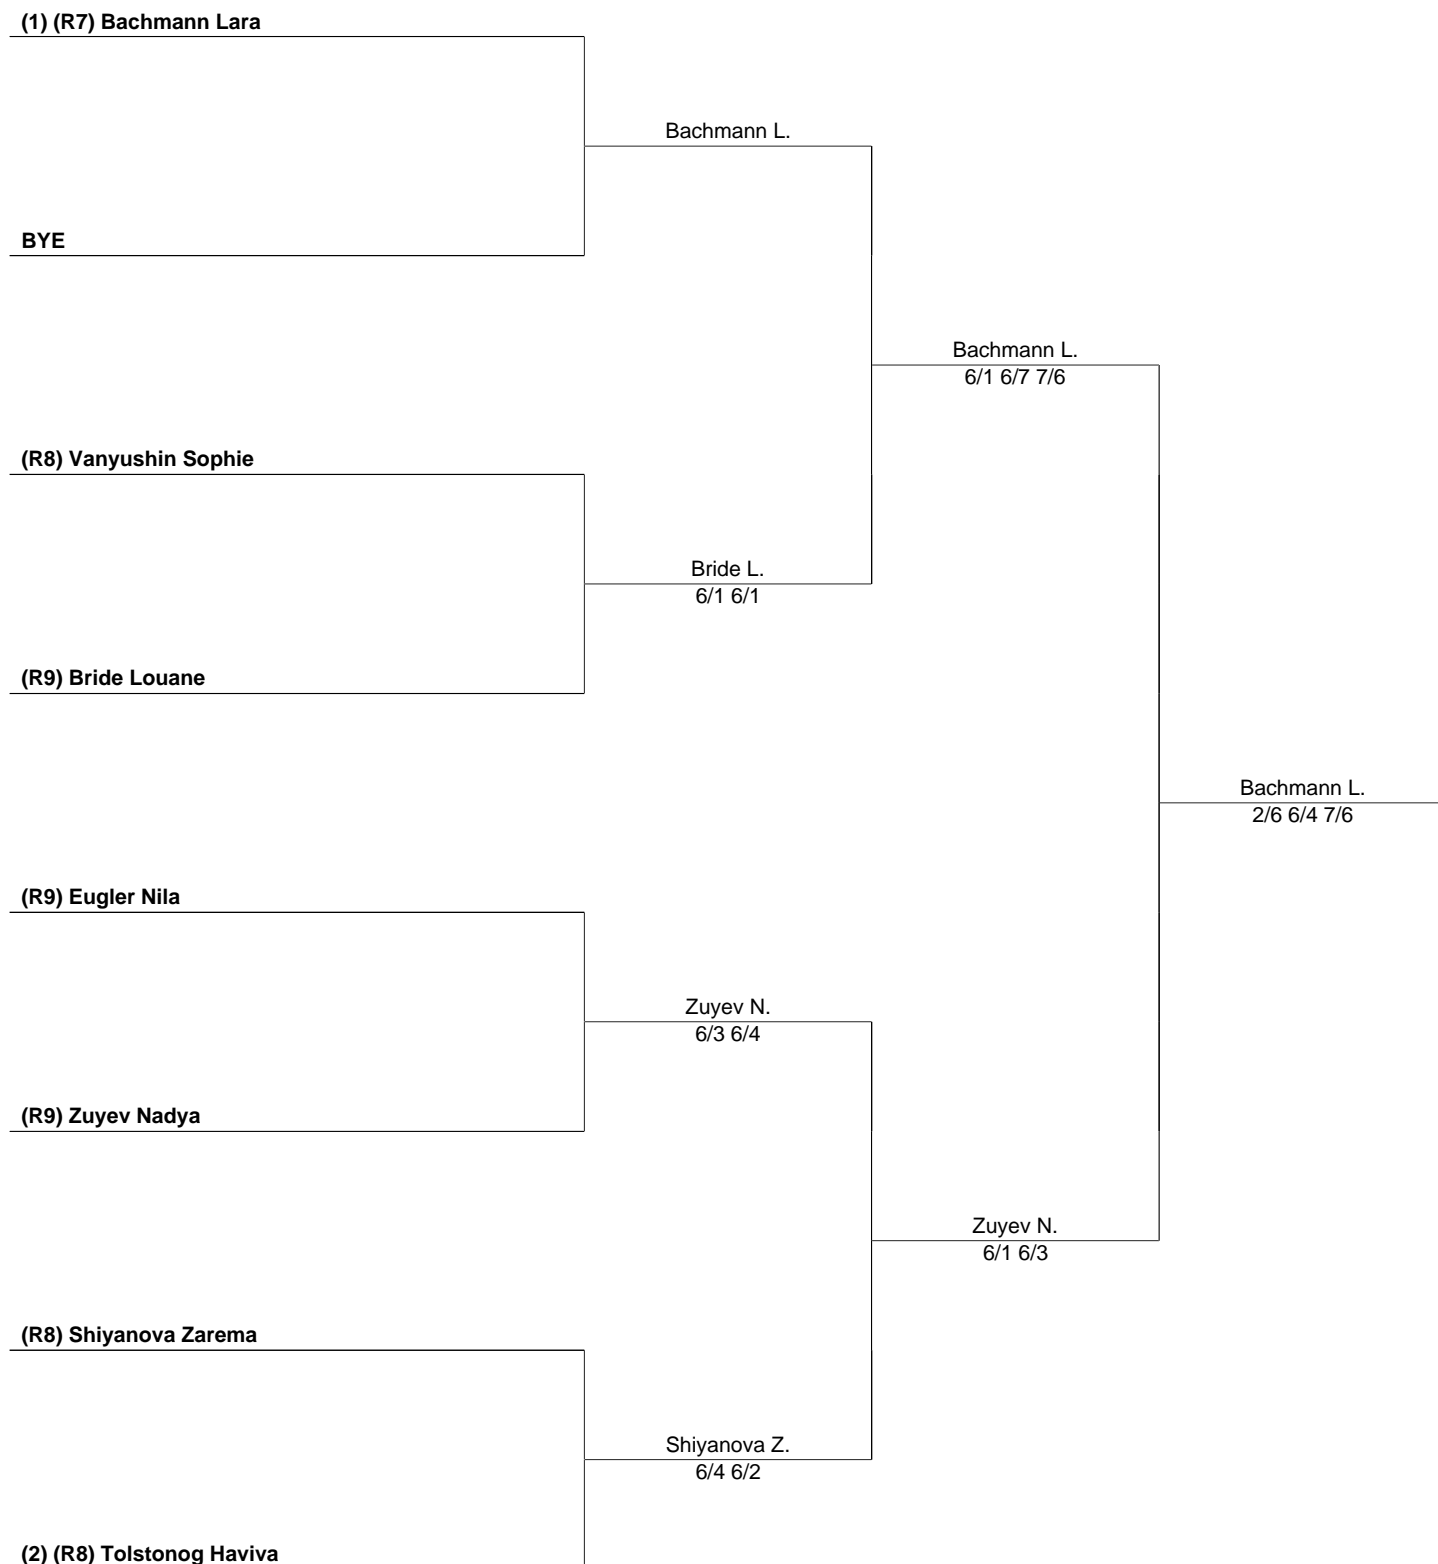 (1) (R7) Bachmann Lara
Bachmann L.
BYE
Bachmann L.
6/1 6/7 7/6
(R8) Vanyushin Sophie
Bride L.
6/1 6/1
(R9) Bride Louane
Bachmann L.
2/6 6/4 7/6
(R9) Eugler Nila
Zuyev N.
6/3 6/4
(R9) Zuyev Nadya
Zuyev N.
6/1 6/3
(R8) Shiyanova Zarema
Shiyanova Z.
6/4 6/2
(2) (R8) Tolstonog Haviva